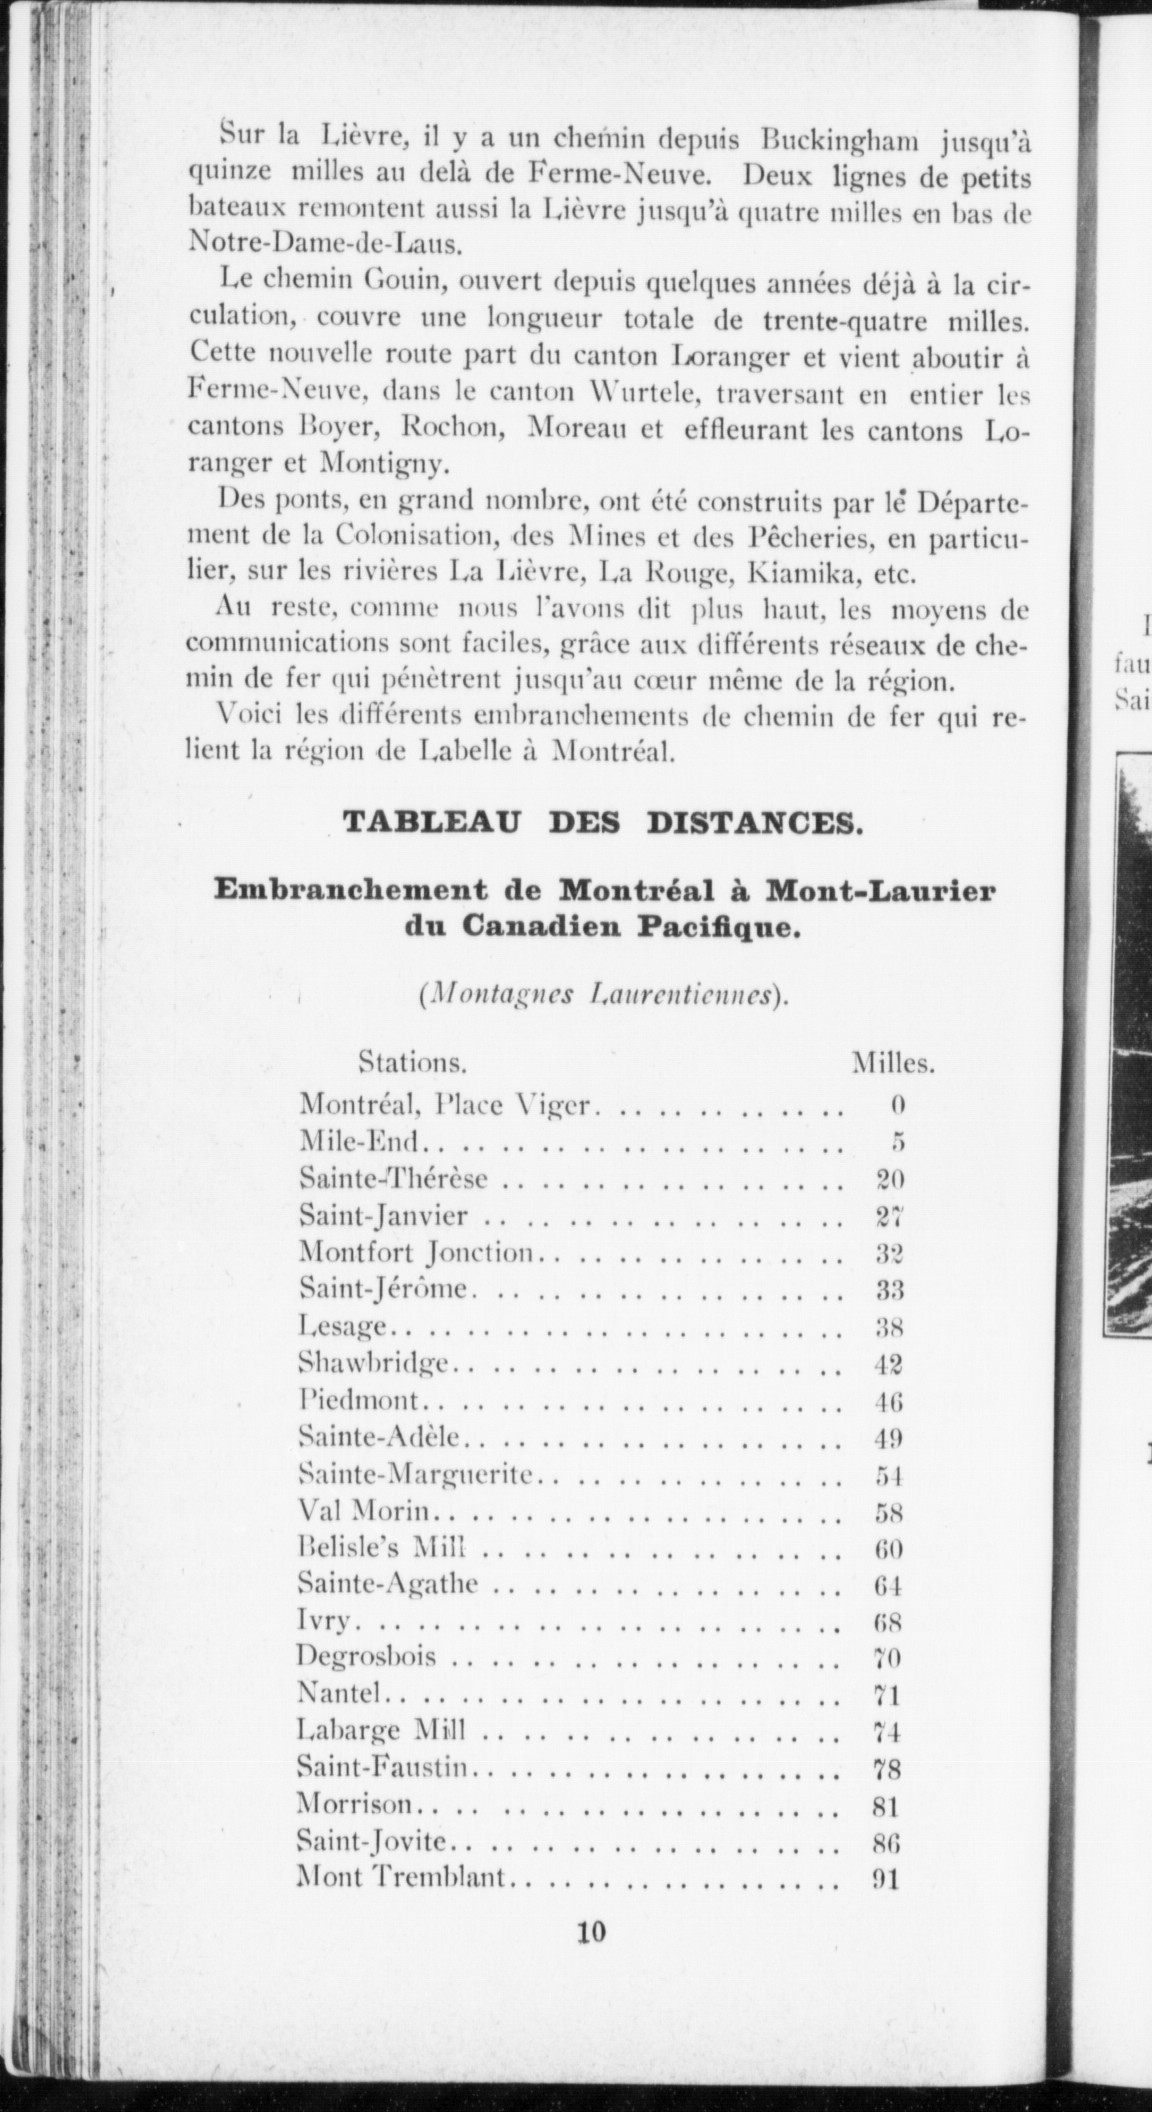 Sur la Lièvre, il y a un chemin depuis Buckingham jusqu'à
quinze milles au delà de Ferme-Neuve. Deux lignes de petits
bateaux remontent aussi la Lièvre jusqu'à quatre milles en bas de
Notre-Dame-de-Laus.
Le chemin Gouin, ouvert depuis quelques années déjà à la cir-
culation, couvre une longueur totale de trente-quatre milles.
Cette nouvelle route part du canton Loranger et vient aboutir à
Ferme-Neuve, dans le canton Wurtele, traversant en entier les
cantons Boyer, Rochon, Moreau et effleurant les cantons Lo-
ranger et Montigny.
Des ponts, en grand nombre, ont été construits par le Départe-
ment de la Colonisation, des Mines et des Pêcheries, en particu-
lier, sur les rivières La Lièvre, La Rouge, Kiamika, etc.
Au reste, comme nous l'avons dit plus haut, les moyens de
communications sont faciles, grâce aux différents réseaux de che-
min de fer qui pénètrent jusqu'au cœur même de la région.
Voici les différents embranchements de chemin de fer qui re-
lient la région de Labelle à Montréal.
TABLEAU DES DISTANCES.
Embranchement de Montréal à Mont-Laurier
du Canadien Pacifique.
(Montagnes Laurentiennes).
Stations. Milles.
Montréal, Place Viger. . . . . . . . . . . . . 0
Mile-End. . . . . . . . . . . . . . . . . . . . . . 5
Sainte-Thérèse . . . . . . . . . . . . . . . . . . 20
Saint-Janvier . . . . . . . . . . . . . . . . . . 27
Montfort Jonction. . . . . . . . . . . . . . . . 32
Saint-Jérôme. . . . . . . . . . . . . . . . . . . 33
Lesage. . . . . . . . . . . . . . . . . . . . . . . 38
Shawbridge. . . . . . . . . . . . . . . . . . . . 42
Piedmont. . . . . . . . . . . . . . . . . . . . . . 46
Sainte-Adèle. . . . . . . . . . . . . . . . . . . . 49
Sainte-Marguerite. . . . . . . . . . . . . . . . 54
Val Morin. . . . . . . . . . . . . . . . . . . . . 58
Belisle's Mill . . . . . . . . . . . . . . . . . . 60
Sainte-Agathe . . . . . . . . . . . . . . . . . . 64
Ivry. . . . . . . . . . . . . . . . . . . . . . . . . 68
Degrosbois . . . . . . . . . . . . . . . . . . . . 70
Nantel. . . . . . . . . . . . . . . . . . . . . . . 71
Labarge Mill . . . . . . . . . . . . . . . . . . 74
Saint-Faustin. . . . . . . . . . . . . . . . . . . 78
Morrison. . . . . . . . . . . . . . . . . . . . . 81
Saint-Jovite. . . . . . . . . . . . . . . . . . . . 86
Mont Tremblant. . . . . . . . . . . . . . . . . 91
10
fau
Sai